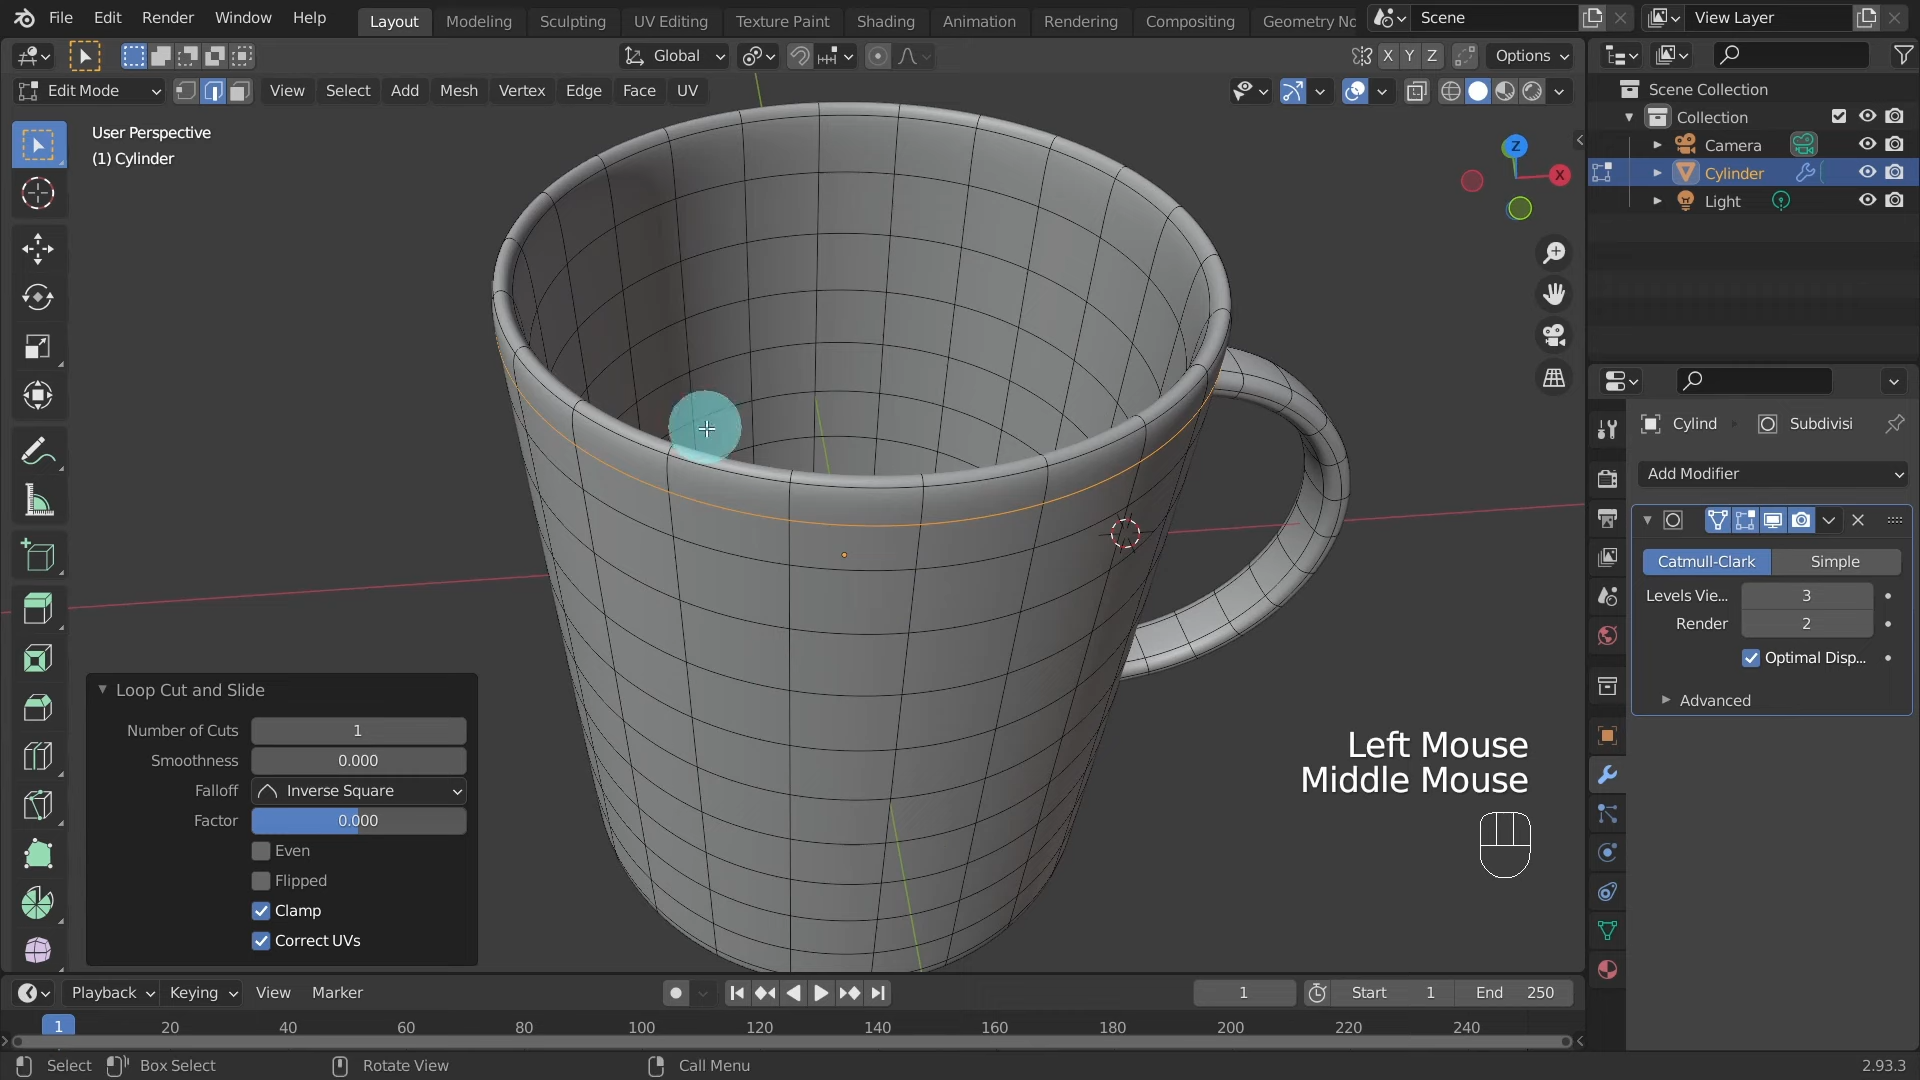 File Edit Render Window Help
Layout Modeling Sculpting UV Editing Texture Paint Shading Animation Rendering Compositing Geometry No
Scene View Layer
Global X Y Z Options
Edit Mode View Select Add Mesh Vertex Edge Face UV
User Perspective
(1) Cylinder
Z
X
Scene Collection
Collection
Camera
Cylinder
Light
Cylind Subdivisi
Add Modifier
Catmull-Clark Simple
Levels Vie... 3
Render 2
Optimal Disp...
Advanced
Loop Cut and Slide
Number of Cuts 1
Smoothness 0.000
Falloff Inverse Square
Factor 0.000
Even
Flipped
Clamp
Correct UVs
Left Mouse
Middle Mouse
Playback Keying View Marker 1 Start 1 End 250
1 20 40 60 80 100 120 140 160 180 200 220 240
Select Box Select Rotate View Call Menu 2.93.3